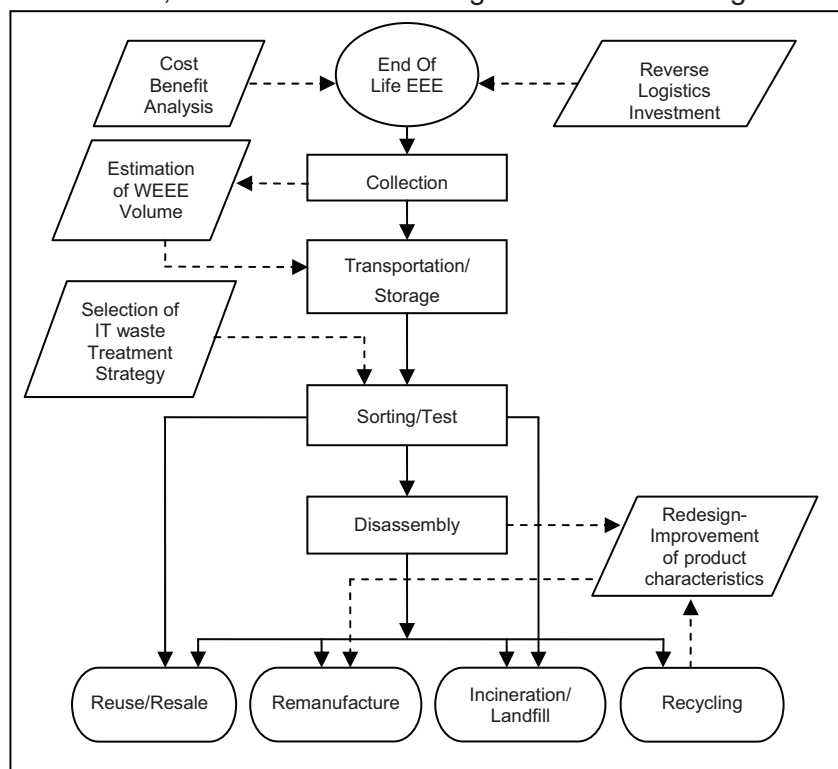 Cost
Benefit
Analysis
End Of
Life EEE
Reverse
Logistics
Investment
Estimation
of WEEE
Volume
Collection
Transportation/
Storage
Selection of
IT waste
Treatment
Strategy
Sorting/Test
Disassembly
Redesign-
Improvement
of product
characteristics
Reuse/Resale
Remanufacture
Incineration/
Landfill
Recycling